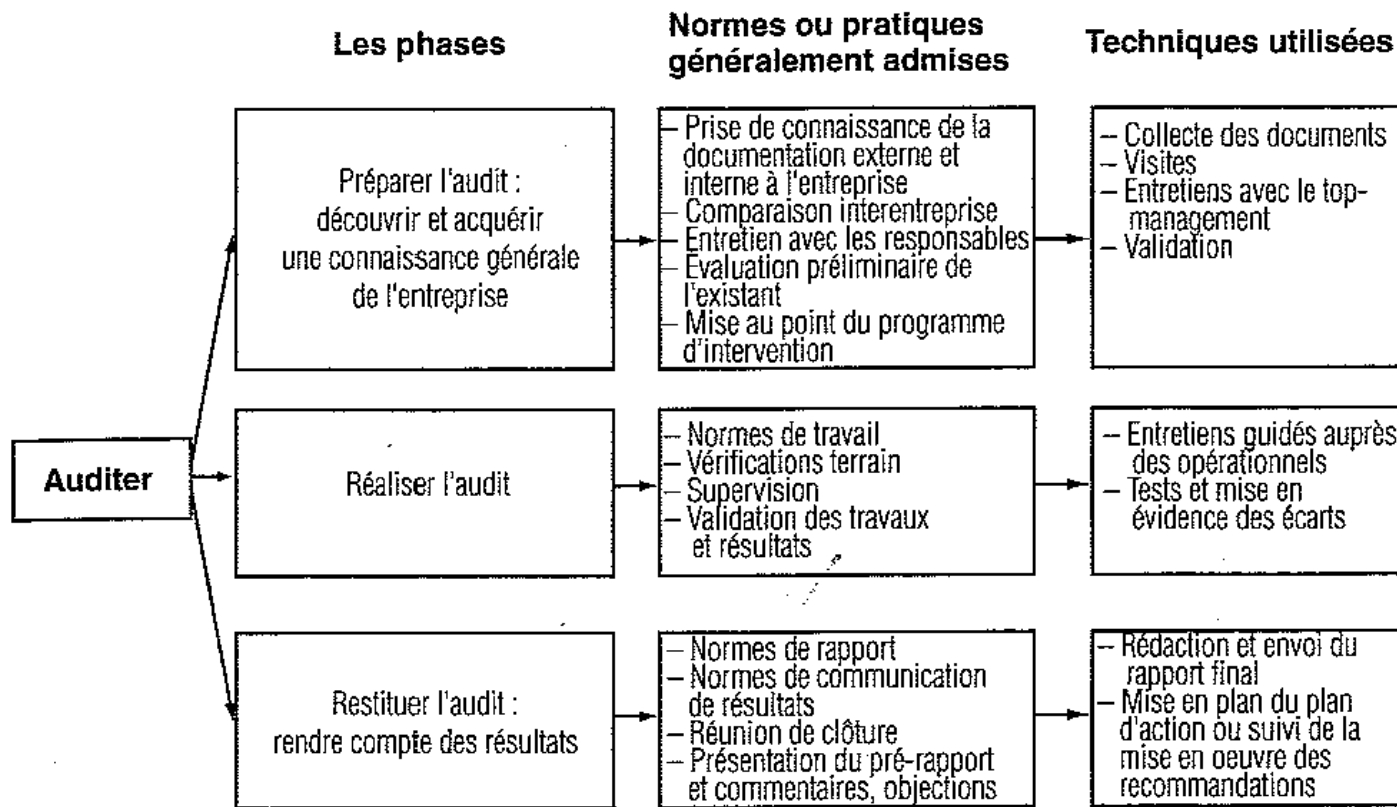 Les phases
Normes ou pratiques
généralement admises
Techniques utilisées
Auditer
Préparer l'audit :
découvrir et acquérir
une connaissance générale
de l'entreprise
– Prise de connaissance de la
documentation externe et
interne à l'entreprise
– Comparaison interentreprise
– Entretien avec les responsables
– Evaluation préliminaire de
l'existant
– Mise au point du programme
d'intervention
– Collecte des documents
– Visites
– Entretiens avec le top-
management
– Validation
Réaliser l'audit
– Normes de travail
– Vérifications terrain
– Supervision
– Validation des travaux
et résultats
– Entretiens guidés auprès
des opérationnels
– Tests et mise en
évidence des écarts
Restituer l'audit :
rendre compte des résultats
– Normes de rapport
– Normes de communication
de résultats
– Réunion de clôture
– Présentation du pré-rapport
et commentaires, objections
– Rédaction et envoi du
rapport final
– Mise en plan du plan
d'action ou suivi de la
mise en oeuvre des
recommandations